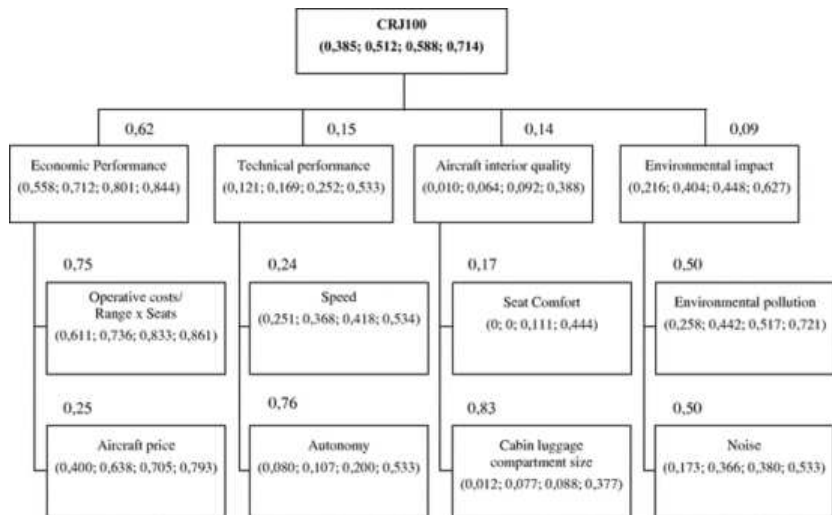 CRJ100
(0,385; 0,512; 0,588; 0,714)
0,62
0,15
0,14
0,09
Economic Performance
(0,558; 0,712; 0,801; 0,844)
Technical performance
(0,121; 0,169; 0,252; 0,533)
Aircraft interior quality
(0,010; 0,064; 0,092; 0,388)
Environmental impact
(0,216; 0,404; 0,448; 0,627)
0,75
0,24
0,17
0,50
Operative costs/
Range x Seats
(0,611; 0,736; 0,833; 0,861)
Speed
(0,251; 0,368; 0,418; 0,534)
Seat Comfort
(0; 0; 0,111; 0,444)
Environmental pollution
(0,258; 0,442; 0,517; 0,721)
0,25
0,76
0,83
0,50
Aircraft price
(0,400; 0,638; 0,705; 0,793)
Autonomy
(0,080; 0,107; 0,200; 0,533)
Cabin luggage
compartment size
(0,012; 0,077; 0,088; 0,377)
Noise
(0,173; 0,366; 0,380; 0,533)